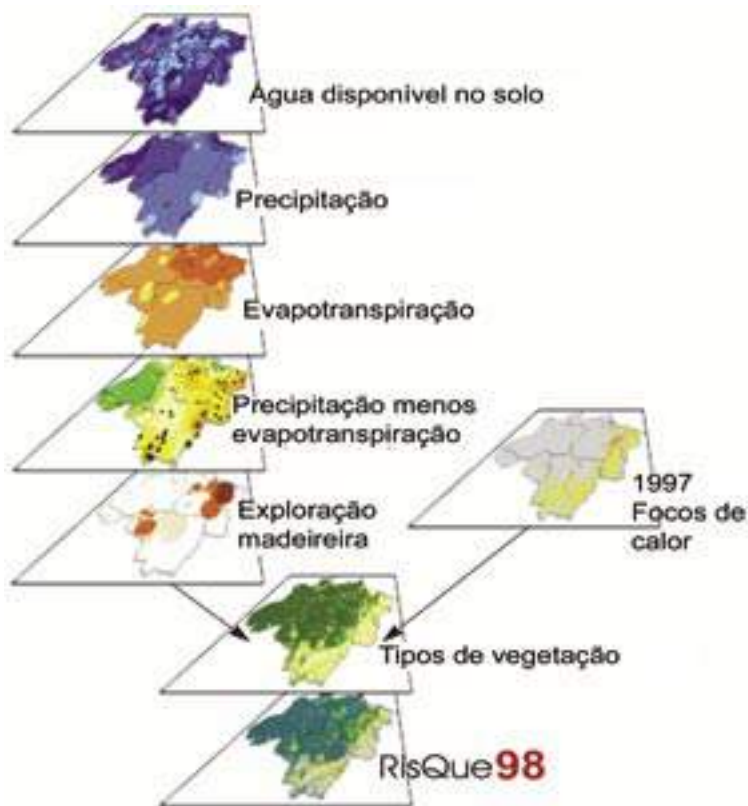 Água disponível no solo
Precipitação
Evapotranspiração
Precipitação menos
evapotranspiração
Exploração
madeireira
1997
Focos de
calor
Tipos de vegetação
RisQue98